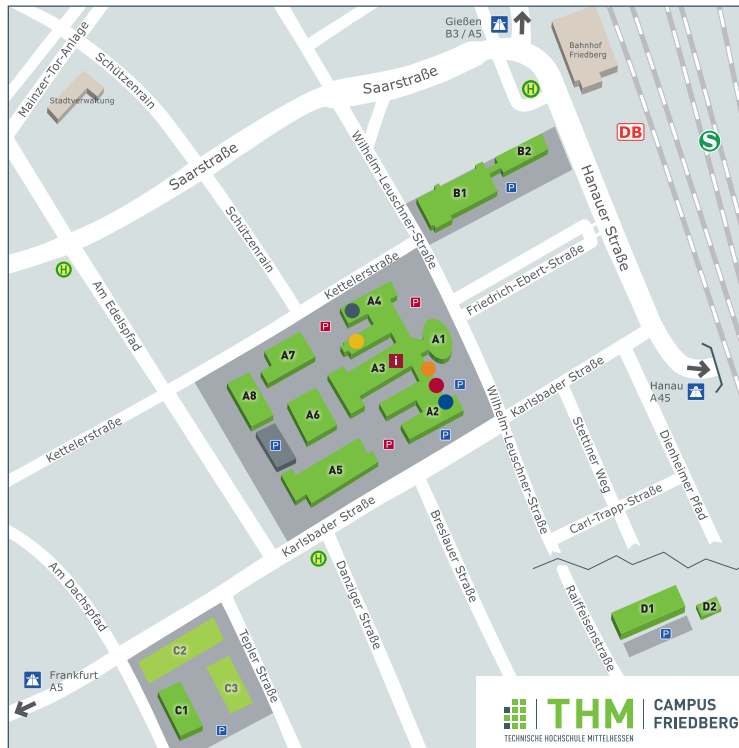 Gießen
B3 / A5
Bahnhof
Friedberg
Mainzer-Tor-Anlage
Schützenrain
Stadtverwaltung
Saarstraße
H
DB
S
Saarstraße
Wilhelm-Leuschner-Straße
B2
B1
P
Hanauer Straße
Schützenrain
H
Kettelerstraße
Friedrich-Ebert-Straße
Am Edelspfad
A4
P
P
A1
A7
A3
i
A8
A6
A2
P
P
P
P
A5
Karlsbader Straße
Hanau
A45
Kettelerstraße
Wilhelm-Leuschner-Straße
Stettiner Weg
Dienheimer Pfad
Carl-Trapp-Straße
Karlsbader Straße
Breslauer Straße
H
Danziger Straße
Am Dachspfad
Raiffeisenstraße
D1
D2
P
Tepler Straße
C2
C3
C1
P
Frankfurt
A5
THM
CAMPUS
FRIEDBERG
TECHNISCHE HOCHSCHULE MITTELHESSEN